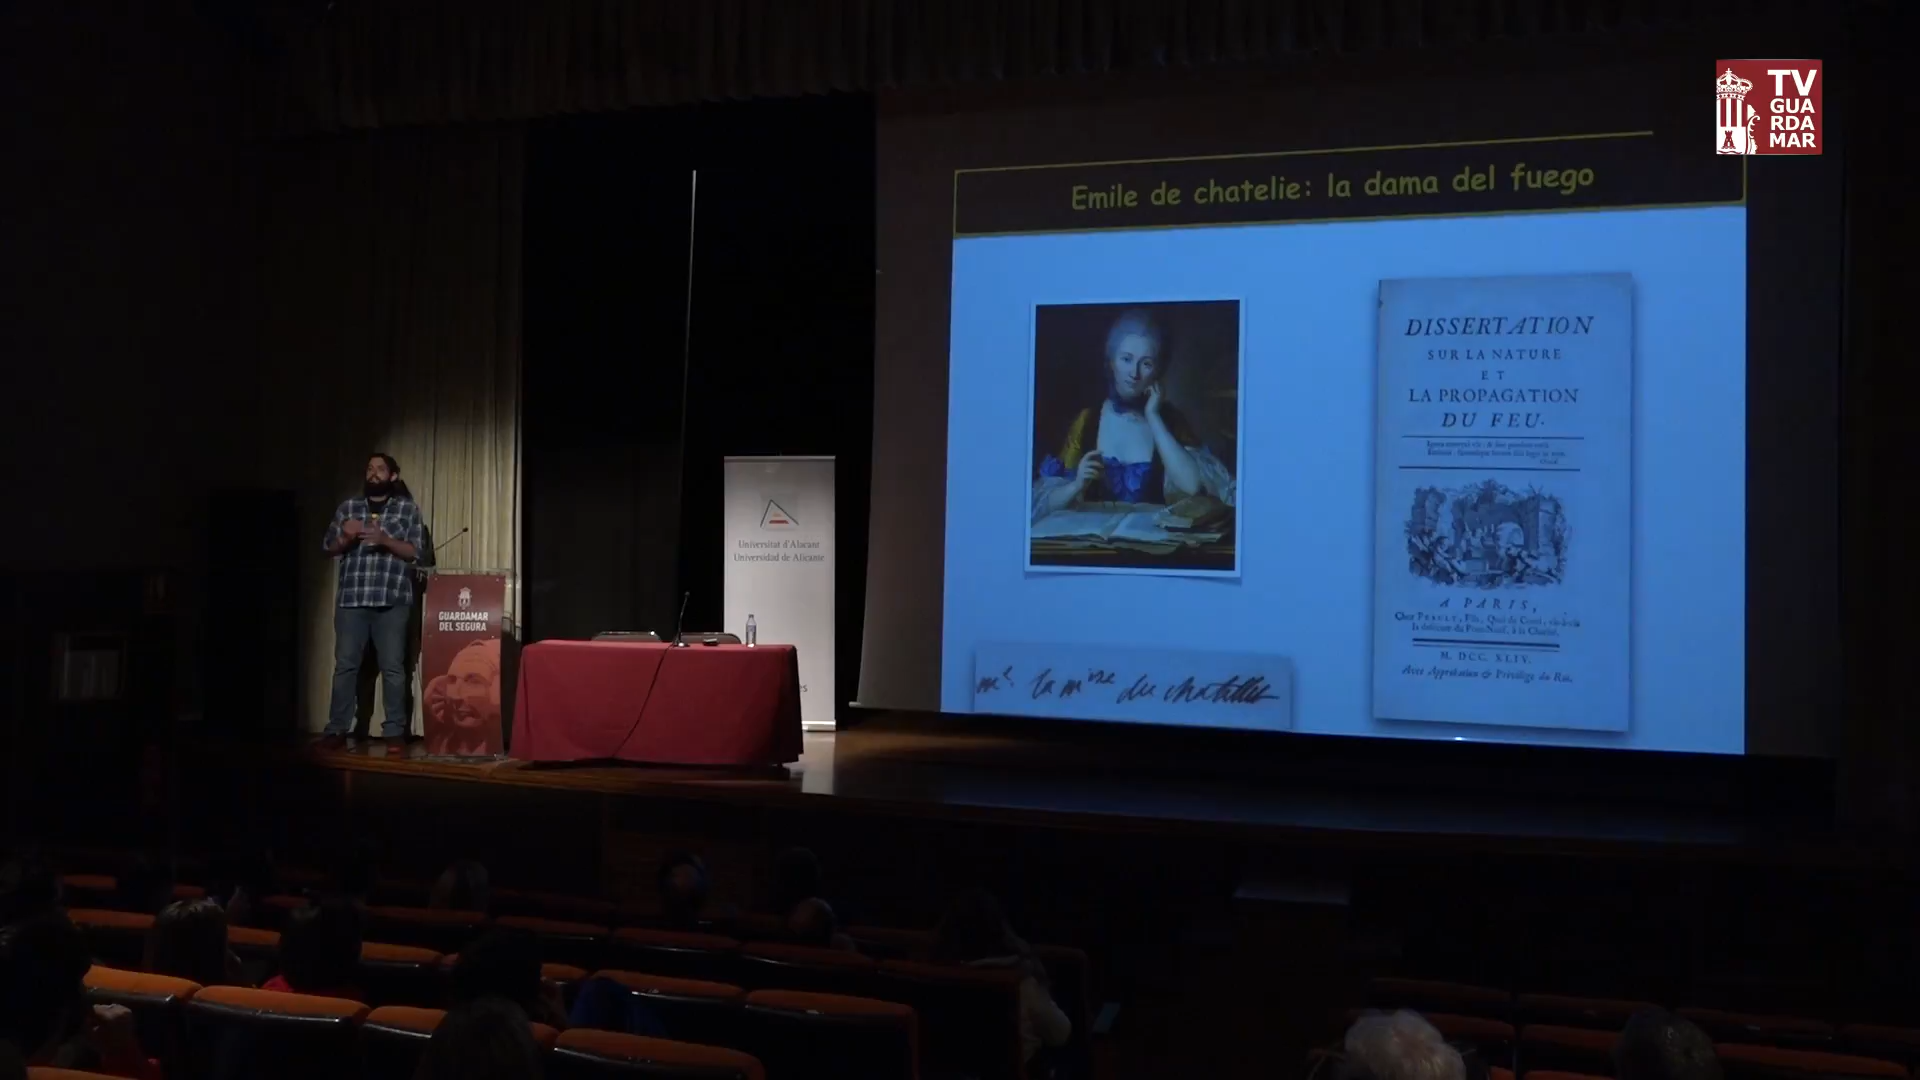 TV
GUA
RDA
MAR
Emile de chatelie: la dama del fuego
DISSERTATION
SUR LA NATURE
ET
LA PROPAGATION
DU FEU.
A PARIS,
M. DCC. XLIV.
Avec Approbation & Privilége du Roi.
Universitat d'Alacant
Universidad de Alicante
GUARDAMAR
DEL SEGURA